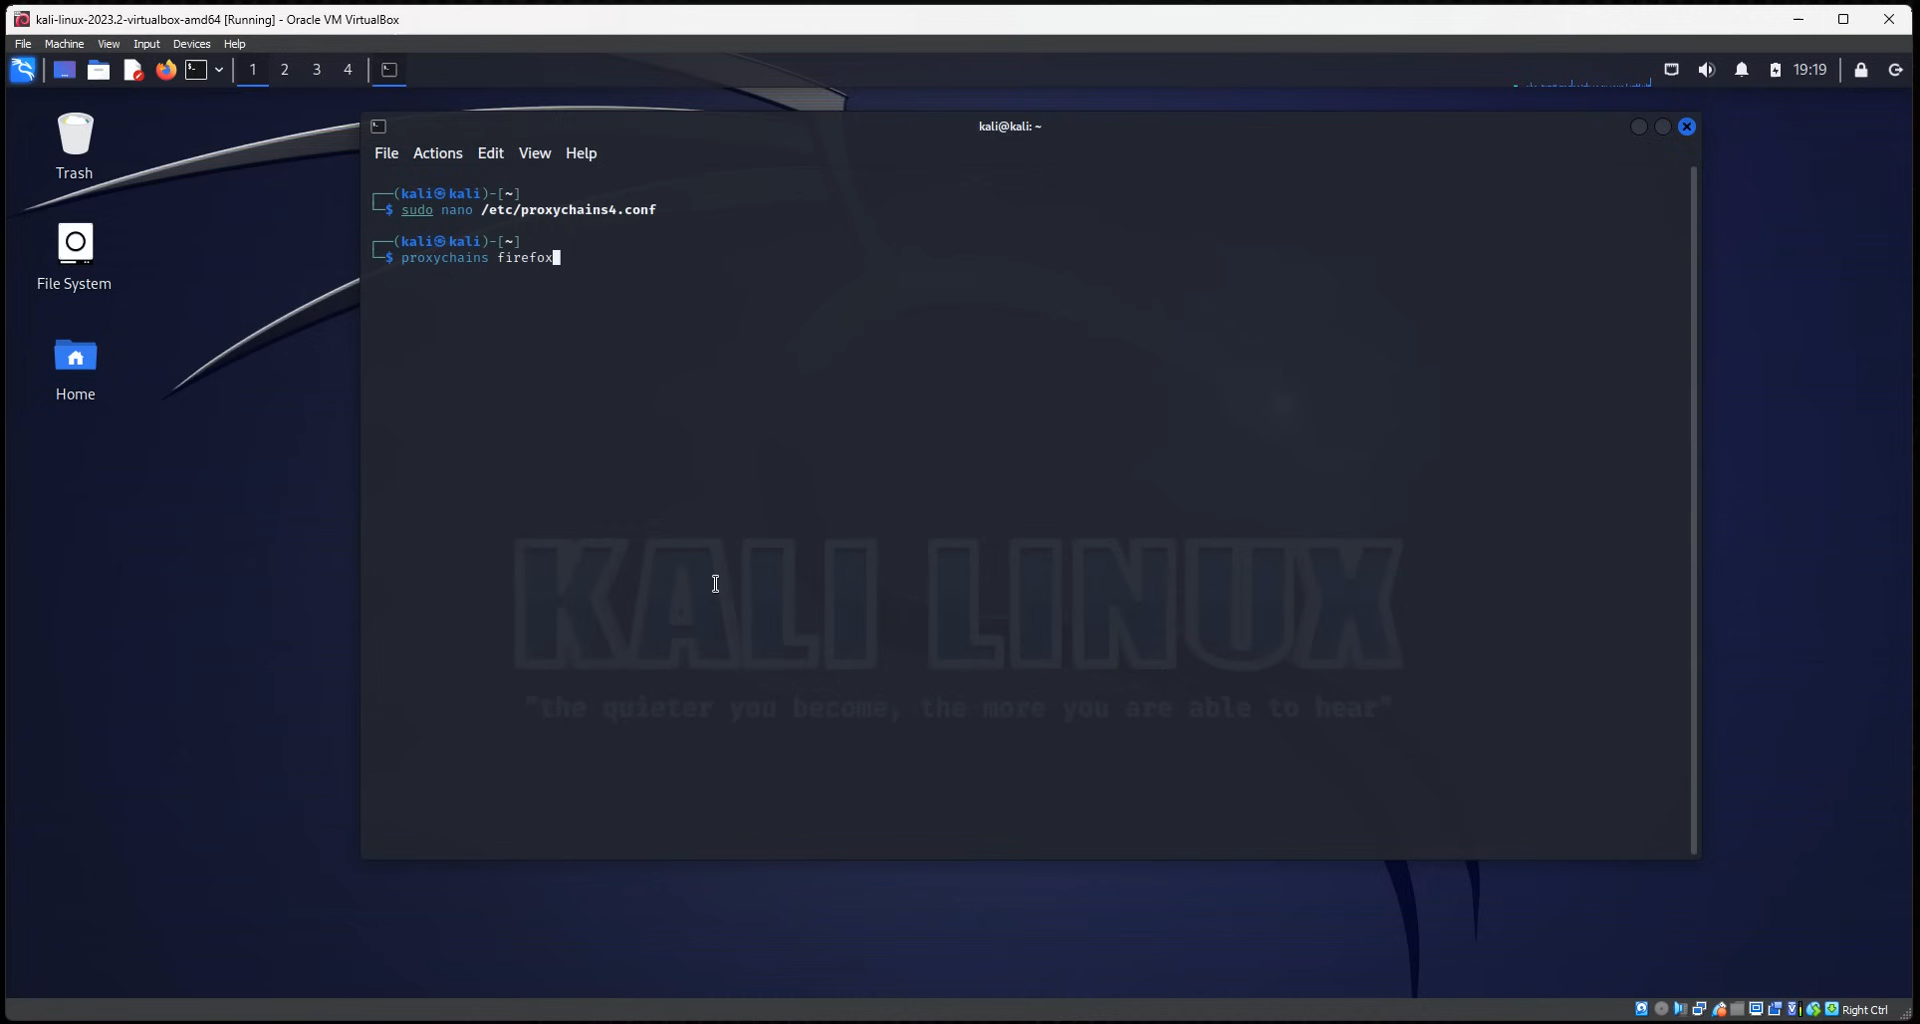 kali-linux-2023.2-virtualbox-amd64 [Running] - Oracle VM VirtualBox
File Machine View Input Devices Help
1 2 3 4 19:19
Trash
File System
Home
kali@kali: ~
File Actions Edit View Help
┌──(kali㉿kali)-[~]
└─$ sudo nano /etc/proxychains4.conf
┌──(kali㉿kali)-[~]
└─$ proxychains firefox
KALI LINUX
"the quieter you become, the more you are able to hear"
Right Ctrl